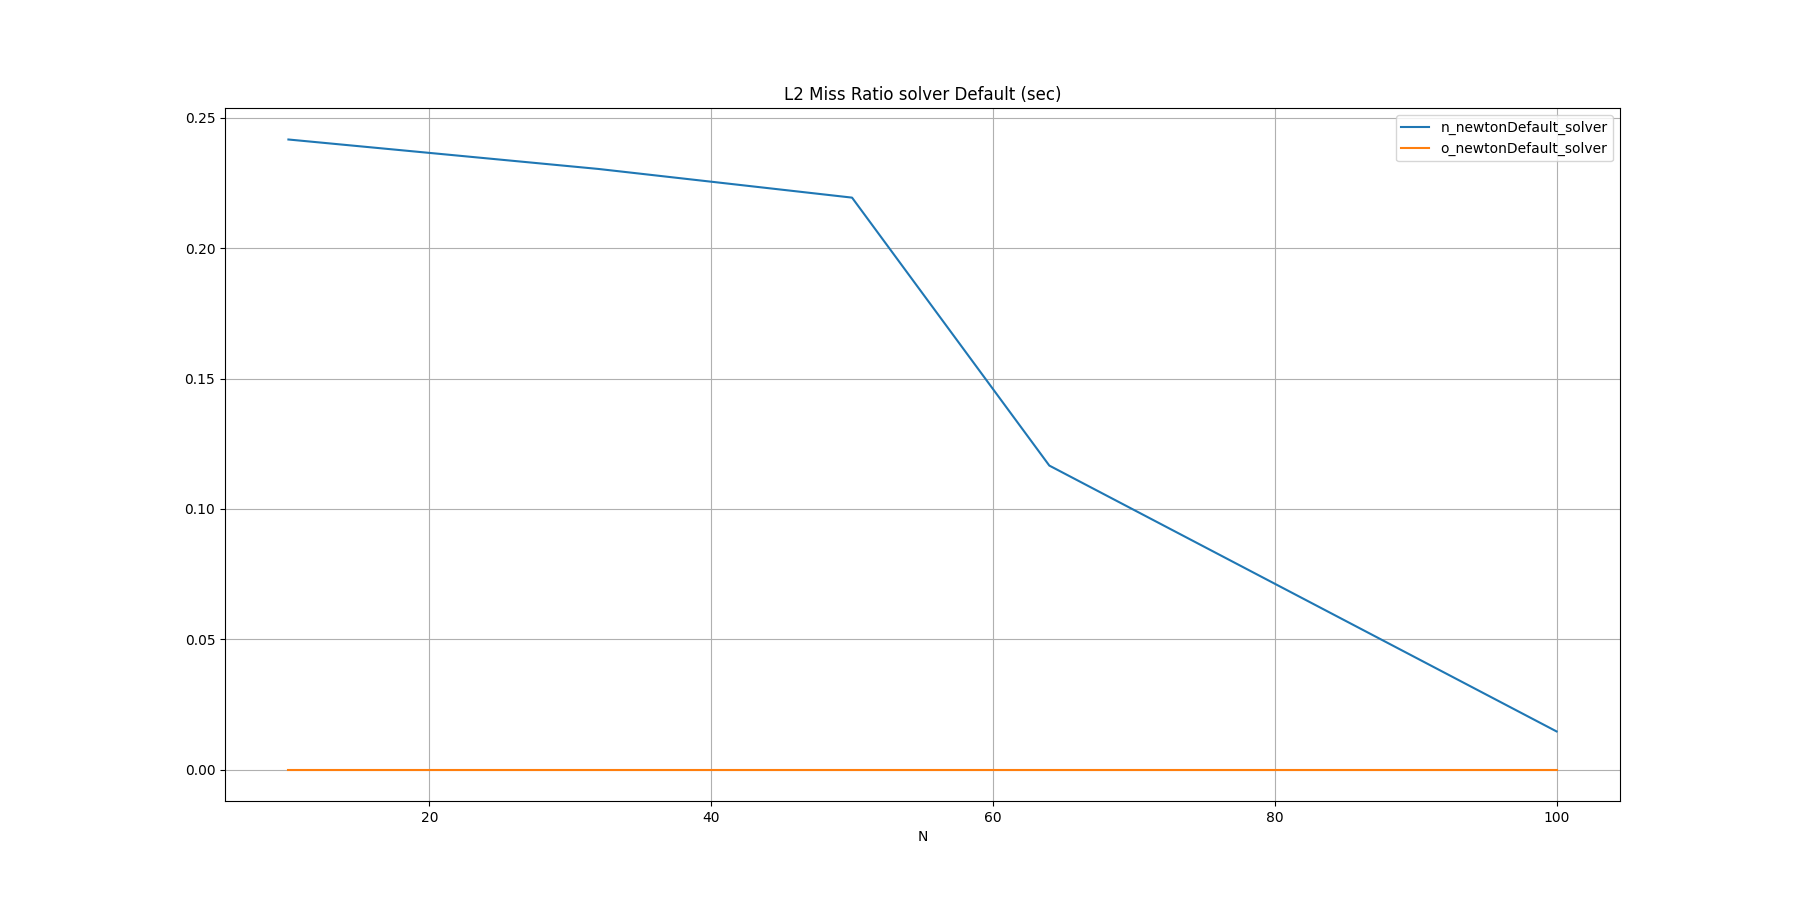 L2 Miss Ratio solver Default (sec)
n_newtonDefault_solver
o_newtonDefault_solver
0.25
0.20
0.15
0.10
0.05
0.00
20 40 60 80 100
N